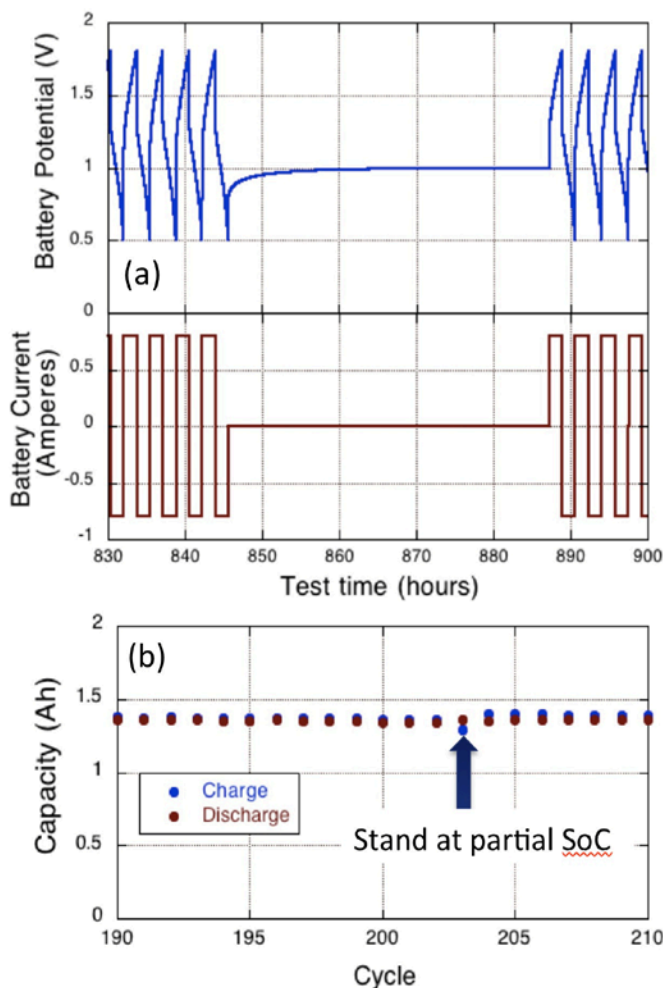 2
1.5
1
0.5
0
Battery Potential (V)
(a)
0.5
0
-0.5
-1
Battery Current
(Amperes)
830 840 850 860 870 880 890 900
Test time (hours)
2
1.5
1
0.5
0
Capacity (Ah)
(b)
Charge
Discharge
Stand at partial SoC
190 195 200 205 210
Cycle